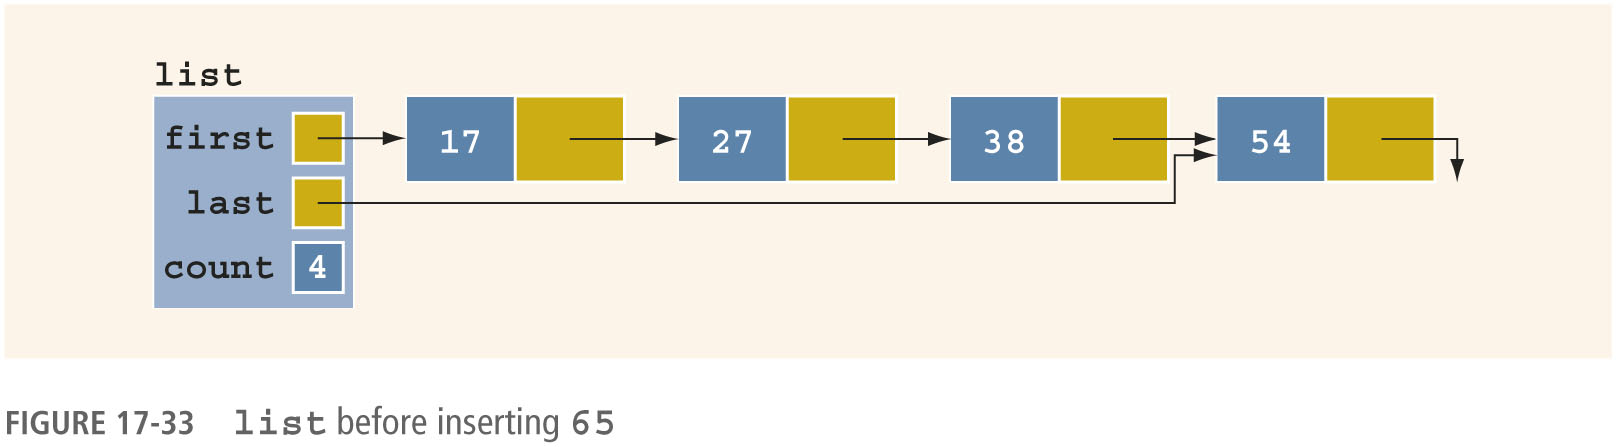 list
first 17 27 38 54
last
count 4
FIGURE 17-33 list before inserting 65